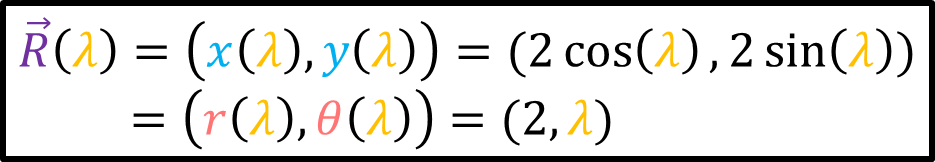 R⃗(λ) = (x(λ), y(λ)) = (2 cos(λ) , 2 sin(λ))
= (r(λ), θ(λ)) = (2, λ)